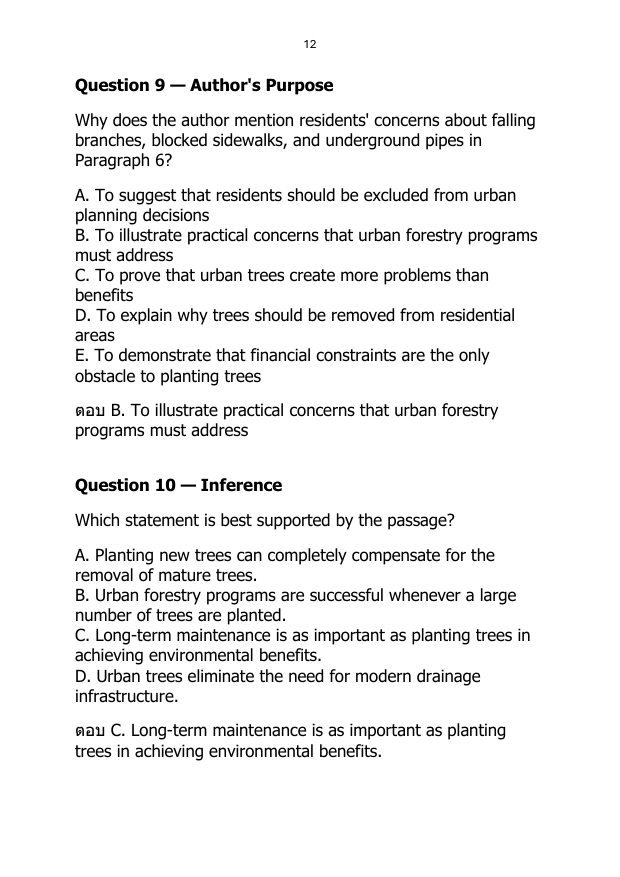 12
Question 9 — Author's Purpose
Why does the author mention residents' concerns about falling
branches, blocked sidewalks, and underground pipes in
Paragraph 6?
A. To suggest that residents should be excluded from urban
planning decisions
B. To illustrate practical concerns that urban forestry programs
must address
C. To prove that urban trees create more problems than
benefits
D. To explain why trees should be removed from residential
areas
E. To demonstrate that financial constraints are the only
obstacle to planting trees
ตอบ B. To illustrate practical concerns that urban forestry
programs must address
Question 10 — Inference
Which statement is best supported by the passage?
A. Planting new trees can completely compensate for the
removal of mature trees.
B. Urban forestry programs are successful whenever a large
number of trees are planted.
C. Long-term maintenance is as important as planting trees in
achieving environmental benefits.
D. Urban trees eliminate the need for modern drainage
infrastructure.
ตอบ C. Long-term maintenance is as important as planting
trees in achieving environmental benefits.